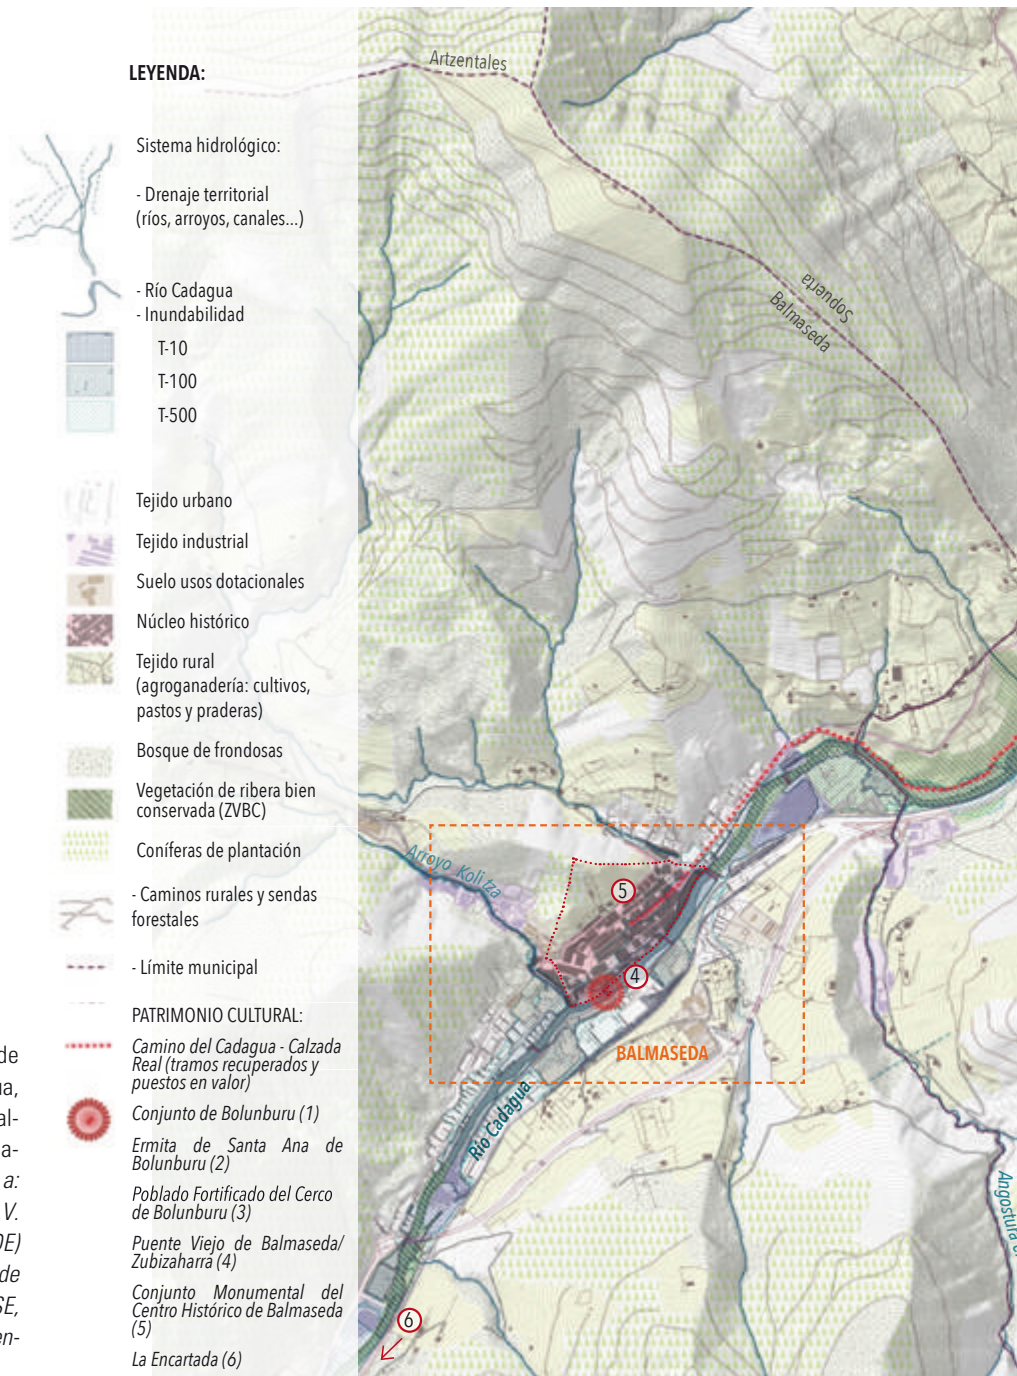 LEYENDA:
Sistema hidrológico:
- Drenaje territorial
(ríos, arroyos, canales...)
- Río Cadagua
- Inundabilidad
T-10
T-100
T-500
Tejido urbano
Tejido industrial
Suelo usos dotacionales
Núcleo histórico
Tejido rural
(agroganadería: cultivos,
pastos y praderas)
Bosque de frondosas
Vegetación de ribera bien
conservada (ZVBC)
Coníferas de plantación
- Caminos rurales y sendas
forestales
- Límite municipal
PATRIMONIO CULTURAL:
Camino del Cadagua - Calzada
Real (tramos recuperados y
puestos en valor)
Conjunto de Bolunburu (1)
Ermita de Santa Ana de
Bolunburu (2)
Poblado Fortificado del Cerco
de Bolunburu (3)
Puente Viejo de Balmaseda/
Zubizaharra (4)
Conjunto Monumental del
Centro Histórico de Balmaseda
(5)
La Encartada (6)
de
ua,
al-
a-
a:
V.
DE)
de
SE,
en-
Artzentales
Sopuerta
Balmaseda
Arroyo Kolitza
5
4
BALMASEDA
Río Cadagua
6
Angostura